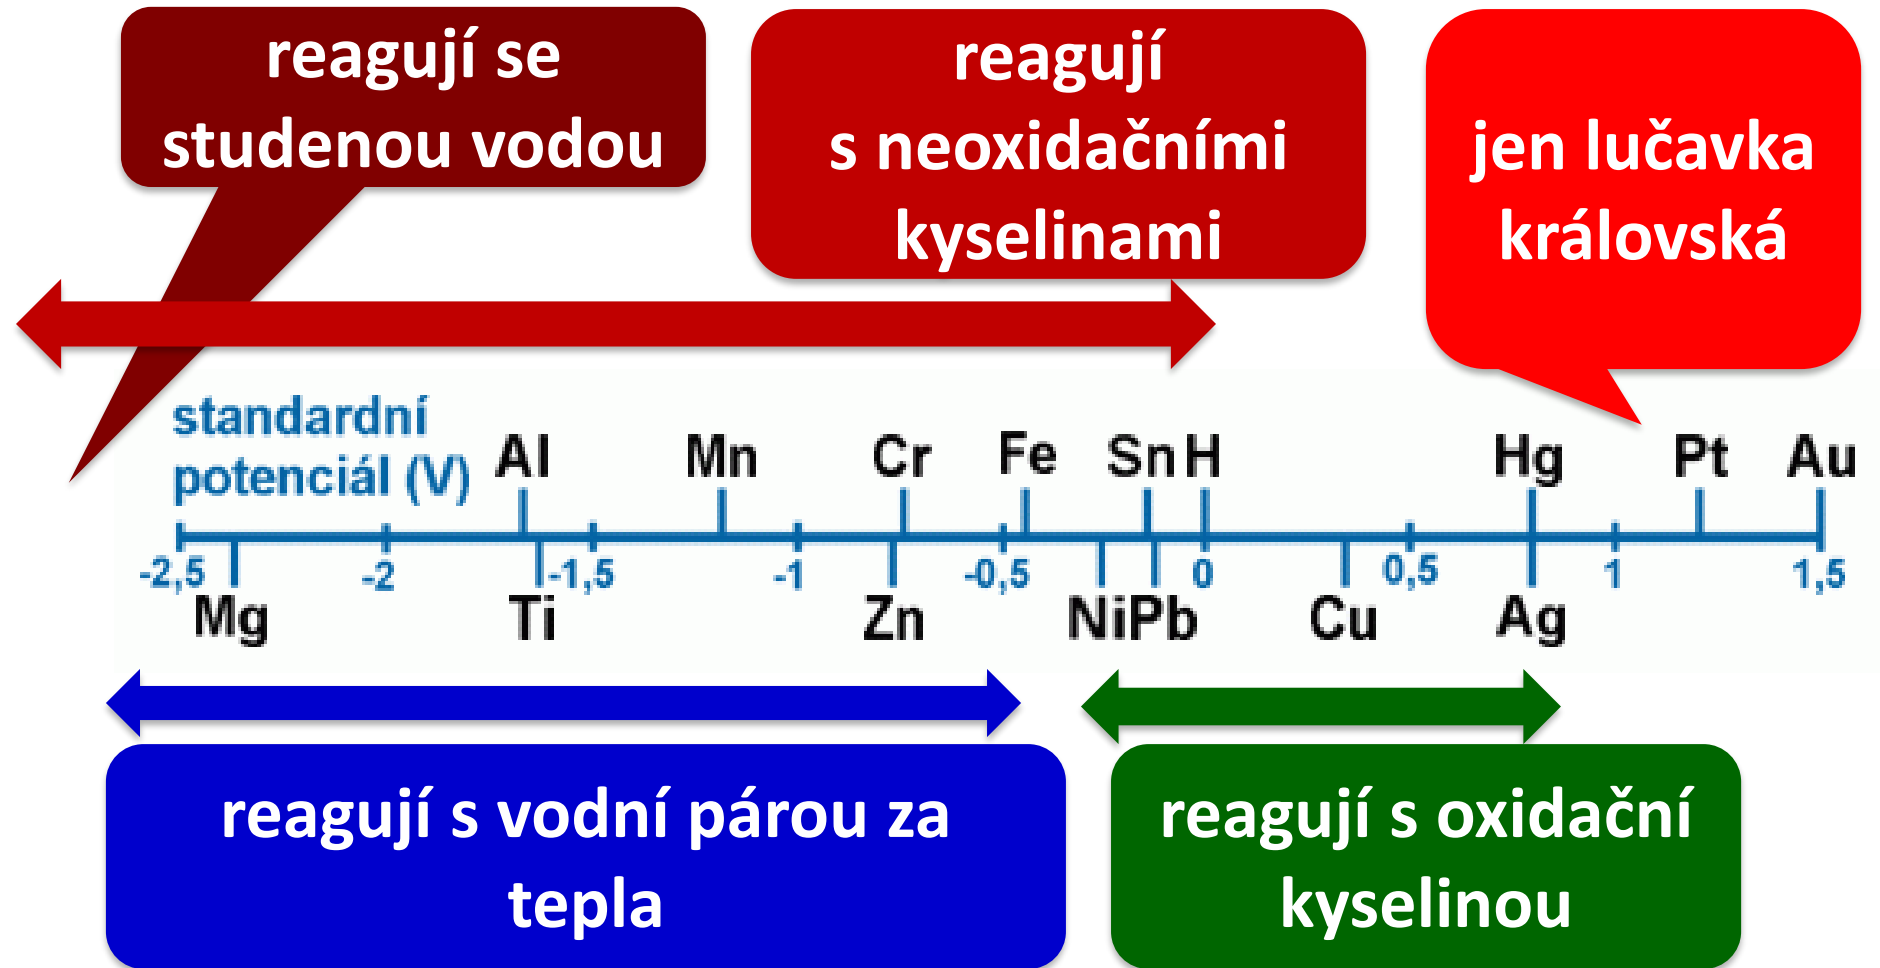 reagují se
studenou vodou
reagují
s neoxidačními
kyselinami
jen lučavka
královská
standardní
potenciál (V)
Al Mn Cr Fe Sn H Hg Pt Au
-2,5 -2 -1,5 -1 -0,5 0 0,5 1 1,5
Mg Ti Zn Ni Pb Cu Ag
reagují s vodní párou za
tepla
reagují s oxidační
kyselinou